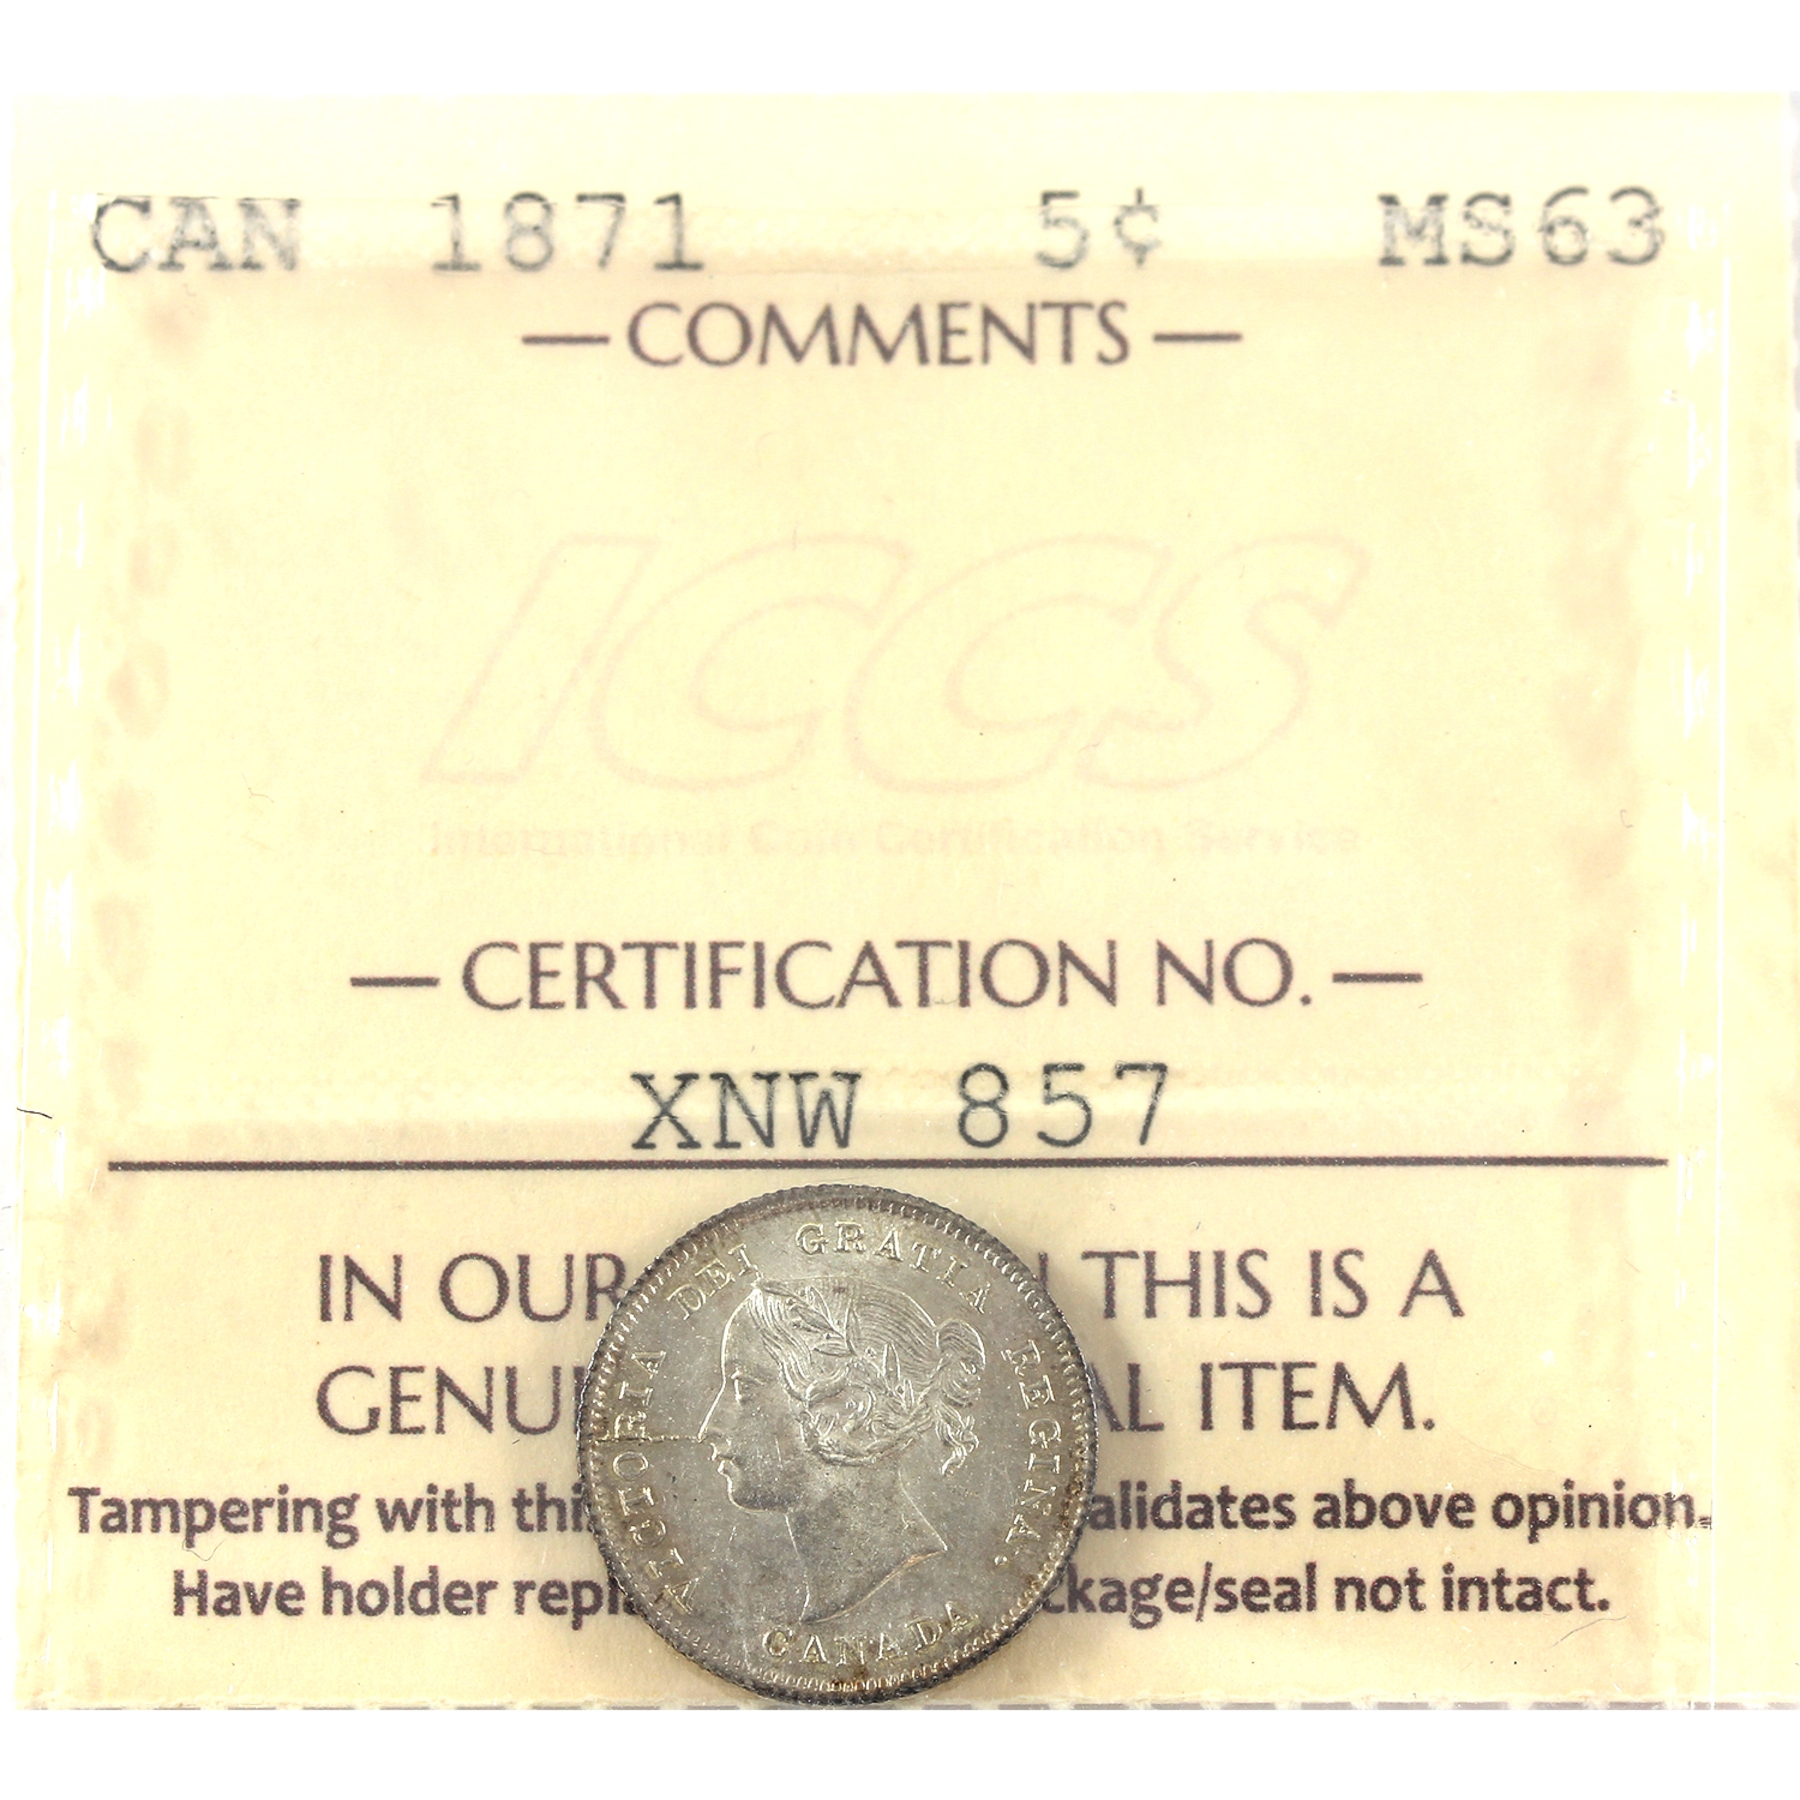 CAN 1871 5¢ MS63
— COMMENTS —
ICCS
International Coin Certification Service
— CERTIFICATION NO. —
XNW 857
IN OUR THIS IS A
GENU AL ITEM.
Tampering with thi alidates above opinion.
Have holder repl ckage/seal not intact.
VICTORIA DEI GRATIA REGINA.
CANADA